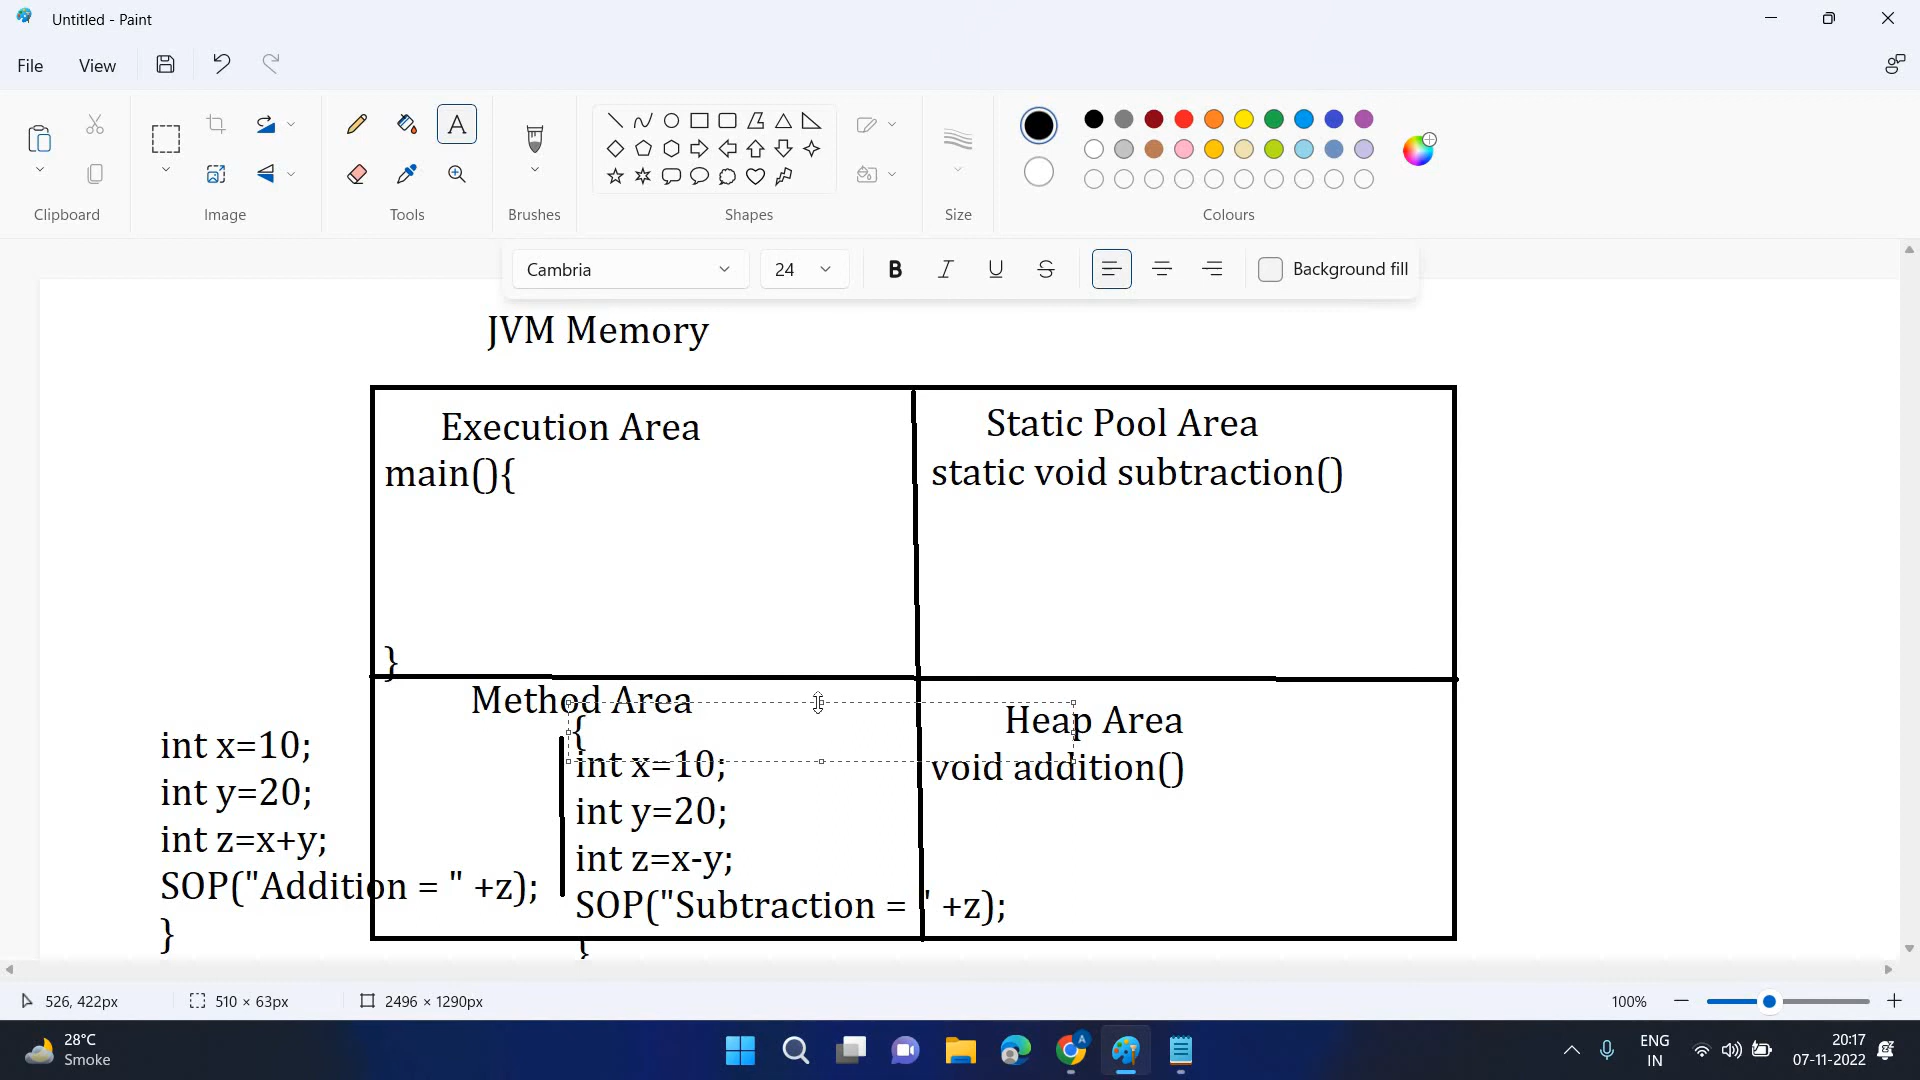 Untitled - Paint
File View
Clipboard Image Tools Brushes Shapes Size Colours
Cambria 24 B I U S Background fill
JVM Memory
Execution Area
main(){
}
Static Pool Area
static void subtraction()
Method Area
int x=10;
int y=20;
int z=x+y;
SOP("Addition = " +z);
}
{
int x=10;
int y=20;
int z=x-y;
SOP("Subtraction = " +z);
}
Heap Area
void addition()
526, 422px 510 × 63px 2496 × 1290px 100%
28°C
Smoke
A
ENG
IN
20:17
07-11-2022